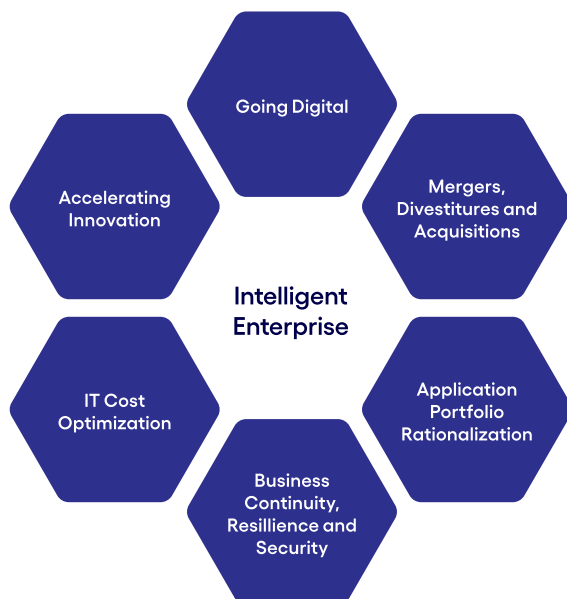 Going Digital
Accelerating
Innovation
Mergers,
Divestitures and
Acquisitions
Intelligent
Enterprise
IT Cost
Optimization
Application
Portfolio
Rationalization
Business
Continuity,
Resillience and
Security